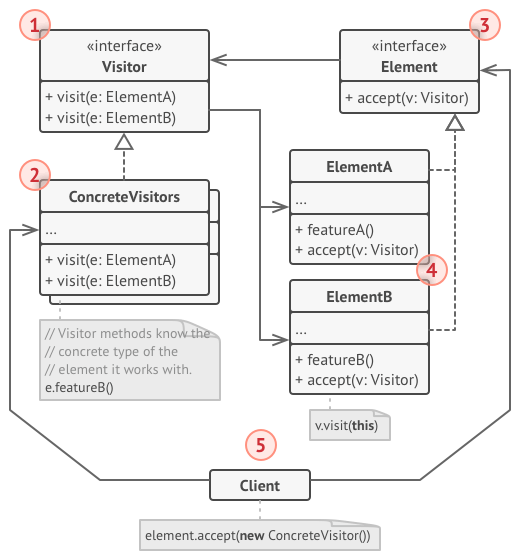 1
«interface»
Visitor
+ visit(e: ElementA)
+ visit(e: ElementB)
3
«interface»
Element
+ accept(v: Visitor)
2
ConcreteVisitors
...
+ visit(e: ElementA)
+ visit(e: ElementB)
// Visitor methods know the
// concrete type of the
// element it works with.
e.featureB()
ElementA
...
+ featureA()
+ accept(v: Visitor)
4
ElementB
...
+ featureB()
+ accept(v: Visitor)
v.visit(this)
5
Client
element.accept(new ConcreteVisitor())